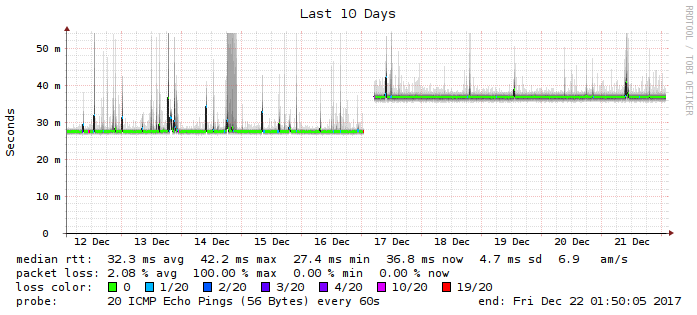 Last 10 Days
RRDTOOL / TOBI OETIKER
Seconds
50 m
40 m
30 m
20 m
10 m
0
12 Dec 13 Dec 14 Dec 15 Dec 16 Dec 17 Dec 18 Dec 19 Dec 20 Dec 21 Dec
median rtt: 32.3 ms avg 42.2 ms max 27.4 ms min 36.8 ms now 4.7 ms sd 6.9 am/s
packet loss: 2.08 % avg 100.00 % max 0.00 % min 0.00 % now
loss color: 0 1/20 2/20 3/20 4/20 10/20 19/20
probe: 20 ICMP Echo Pings (56 Bytes) every 60s end: Fri Dec 22 01:50:05 2017